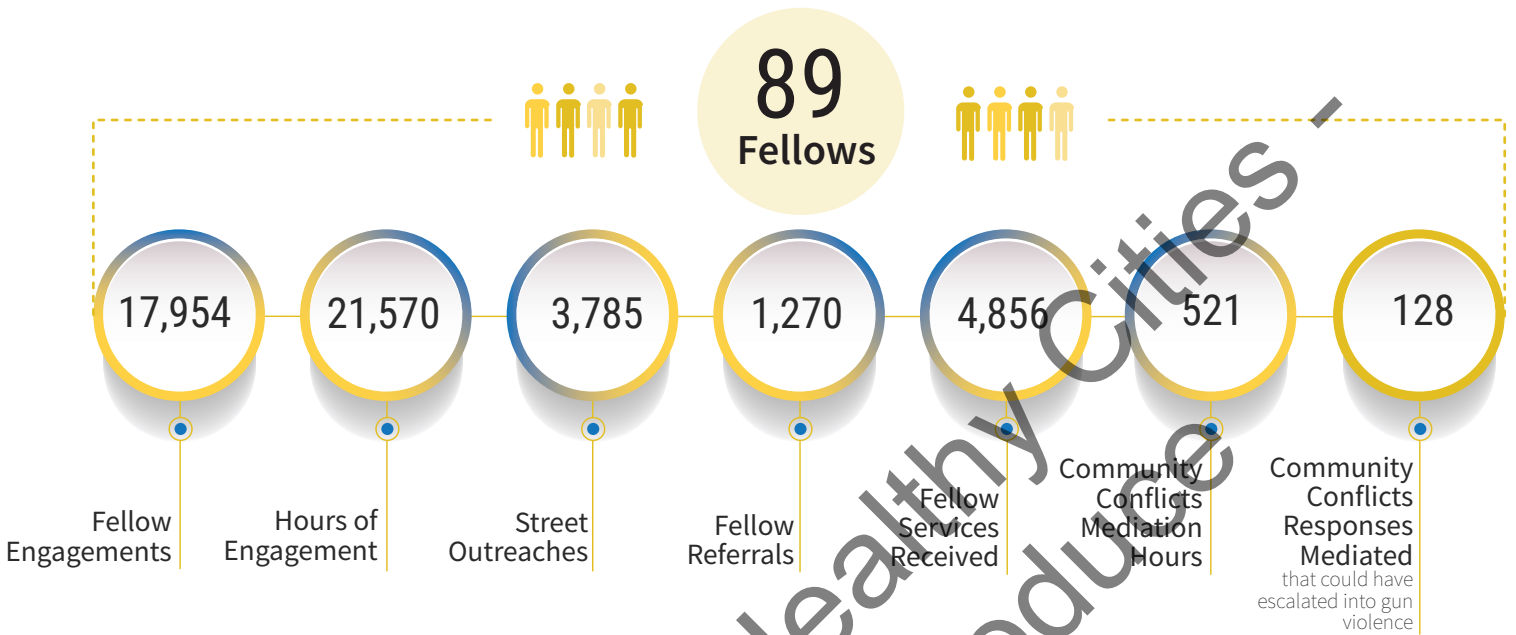 89
Fellows
17,954
21,570
3,785
1,270
4,856
521
128
Fellow
Engagements
Hours of
Engagement
Street
Outreaches
Fellow
Referrals
Fellow
Services
Received
Community
Conflicts
Mediation
Hours
Community
Conflicts
Responses
Mediated
that could have
escalated into gun
violence
Healthy Cities -